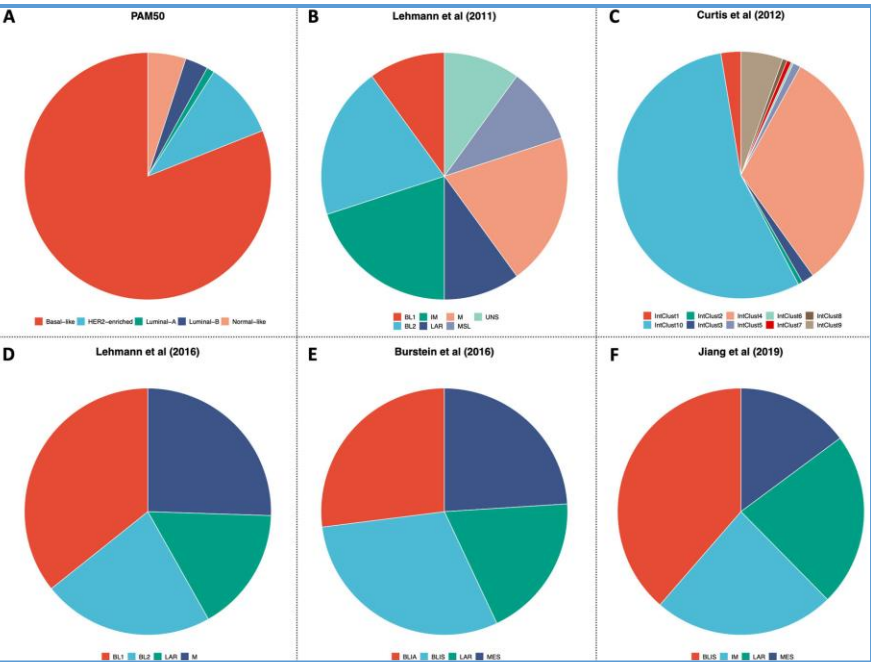 A PAM50
Basal-like HER2-enriched Luminal-A Luminal-B Normal-like
B Lehmann et al (2011)
BL1 IM M UNS
BL2 LAR MSL
C Curtis et al (2012)
IntClust1 IntClust2 IntClust4 IntClust6 IntClust8
IntClust10 IntClust3 IntClust5 IntClust7 IntClust9
D Lehmann et al (2016)
BL1 BL2 LAR M
E Burstein et al (2016)
BLIA BLIS LAR MES
F Jiang et al (2019)
BLIS IM LAR MES